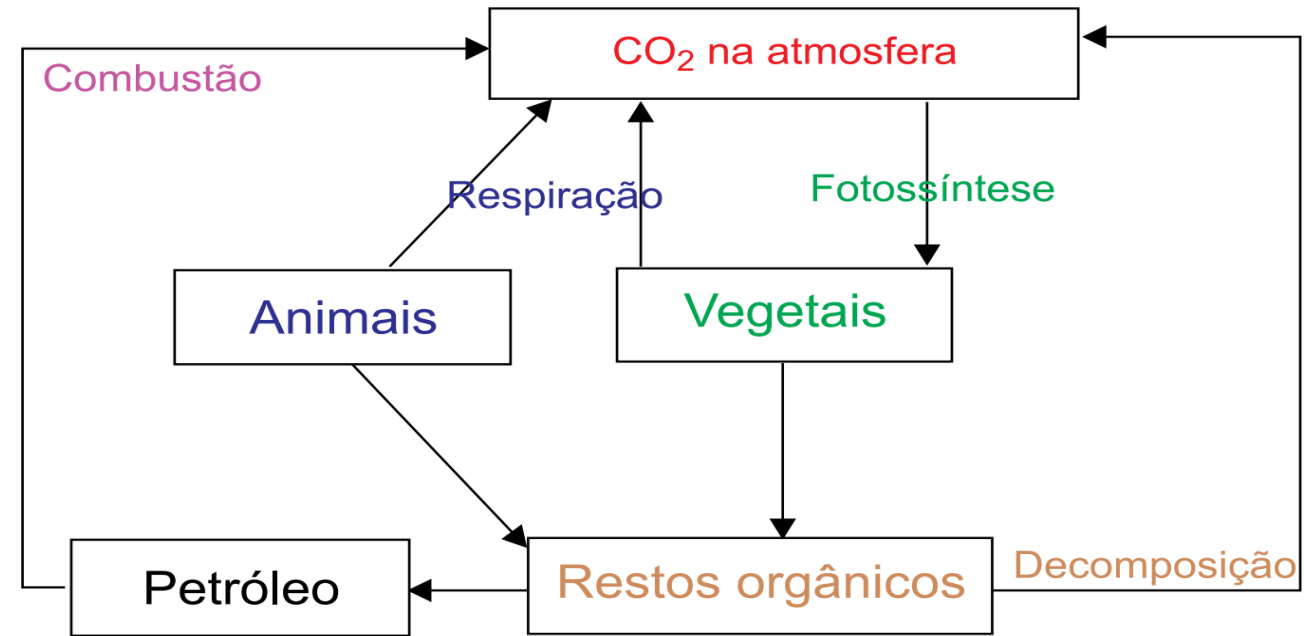 CO₂ na atmosfera
Combustão
Respiração
Fotossíntese
Animais
Vegetais
Petróleo
Restos orgânicos
Decomposição